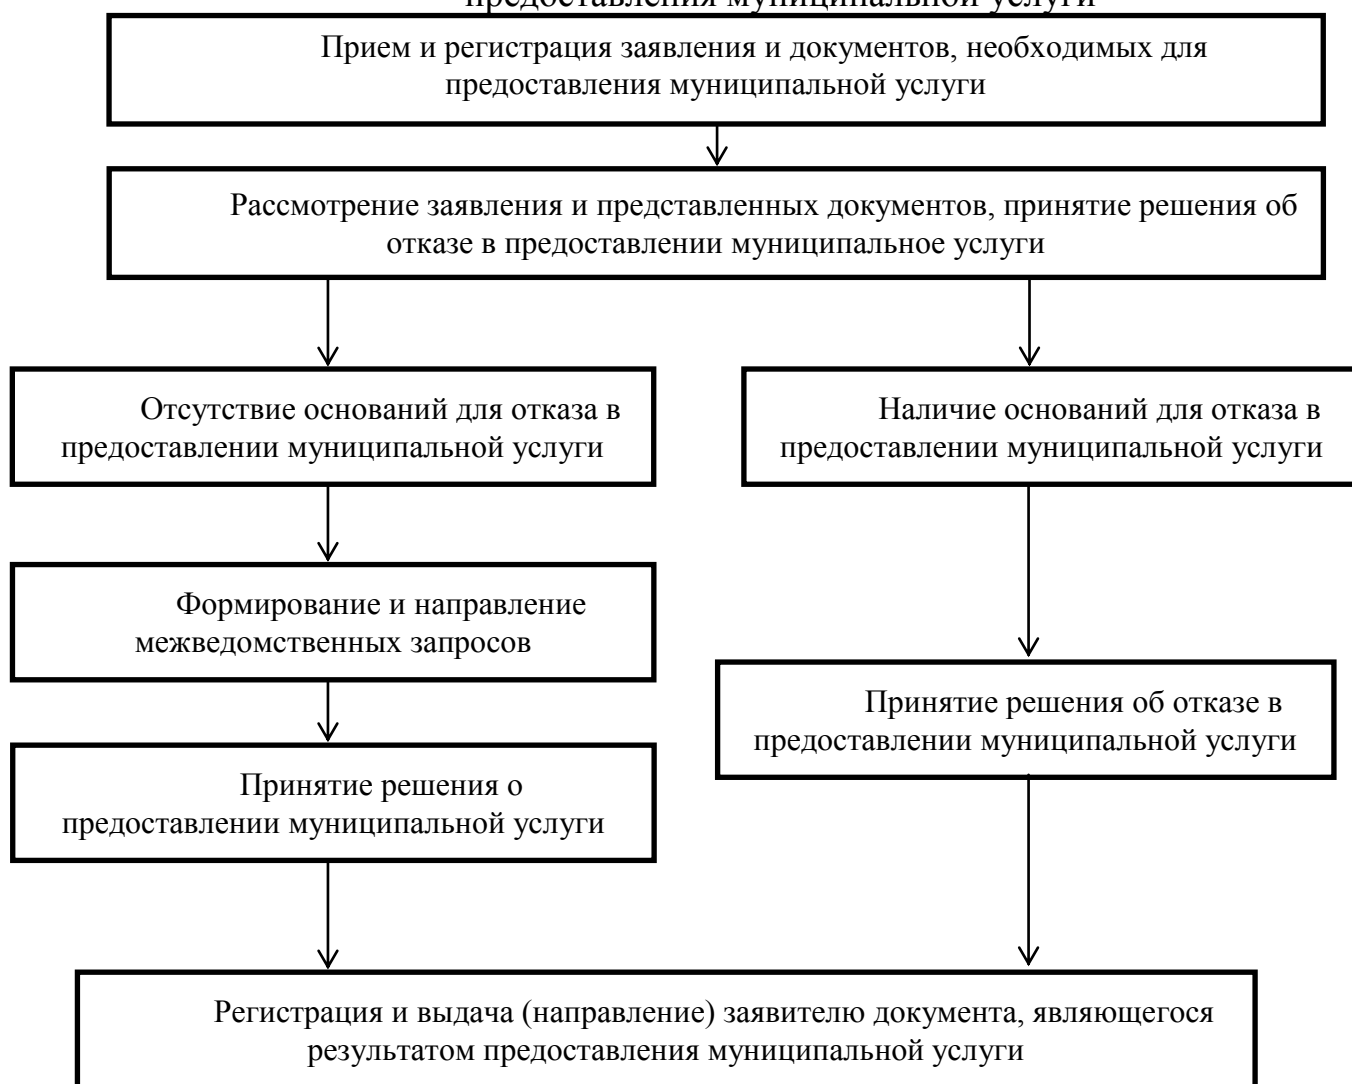 предоставления муниципальной услуги
Прием и регистрация заявления и документов, необходимых для
предоставления муниципальной услуги
Рассмотрение заявления и представленных документов, принятие решения об
отказе в предоставлении муниципальное услуги
Отсутствие оснований для отказа в
предоставлении муниципальной услуги
Наличие оснований для отказа в
предоставлении муниципальной услуги
Формирование и направление
межведомственных запросов
Принятие решения об отказе в
предоставлении муниципальной услуги
Принятие решения о
предоставлении муниципальной услуги
Регистрация и выдача (направление) заявителю документа, являющегося
результатом предоставления муниципальной услуги